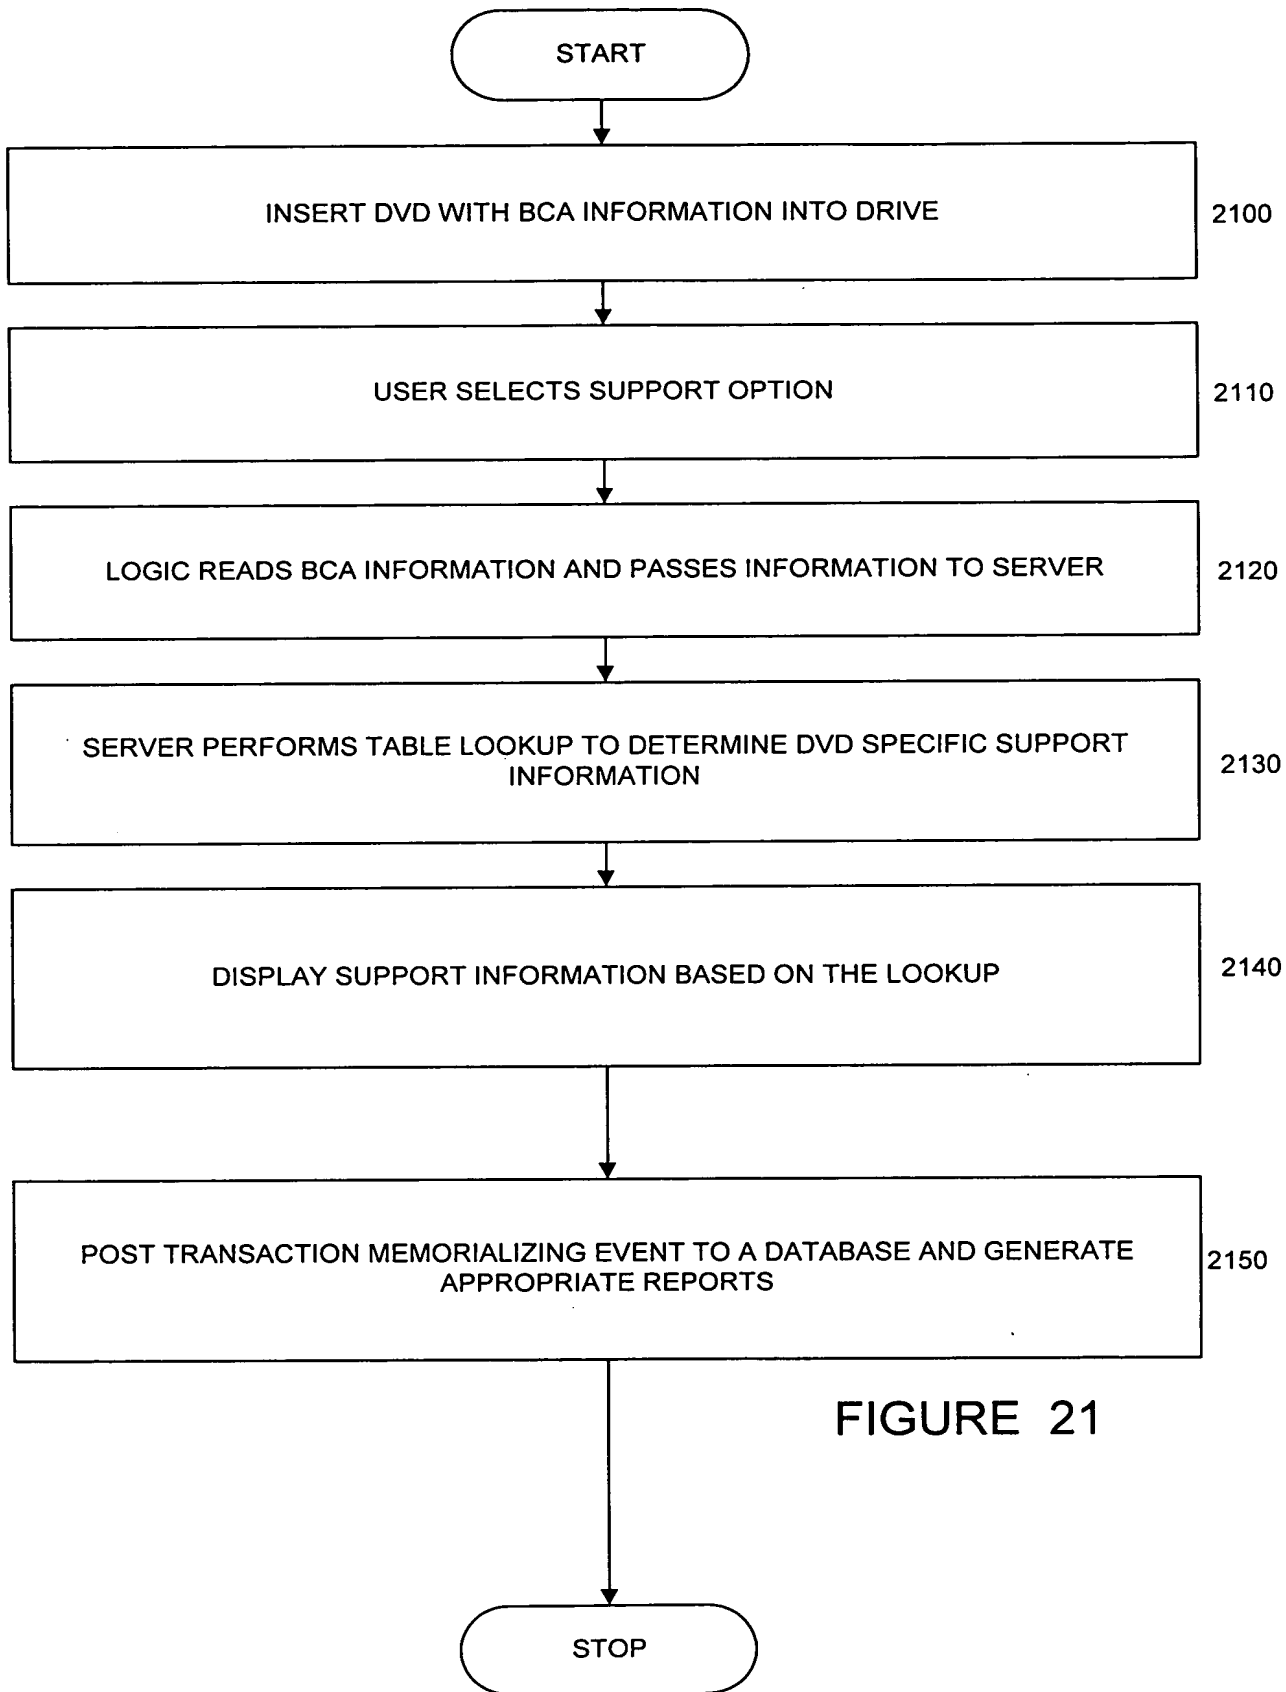 START
INSERT DVD WITH BCA INFORMATION INTO DRIVE
2100
USER SELECTS SUPPORT OPTION
2110
LOGIC READS BCA INFORMATION AND PASSES INFORMATION TO SERVER
2120
SERVER PERFORMS TABLE LOOKUP TO DETERMINE DVD SPECIFIC SUPPORT
INFORMATION
2130
DISPLAY SUPPORT INFORMATION BASED ON THE LOOKUP
2140
POST TRANSACTION MEMORIALIZING EVENT TO A DATABASE AND GENERATE
APPROPRIATE REPORTS
2150
FIGURE 21
STOP